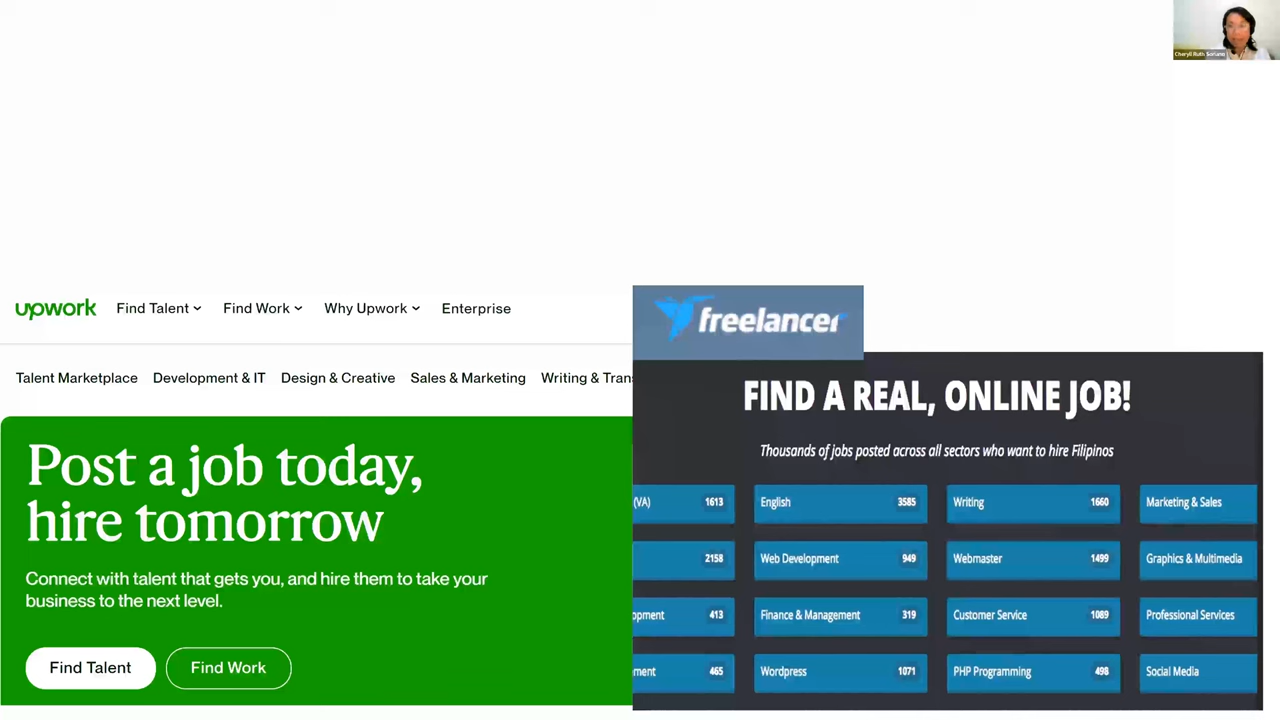 Cheryll Ruth Soriano
upwork Find Talent Find Work Why Upwork Enterprise
freelancer
Talent Marketplace Development & IT Design & Creative Sales & Marketing Writing & Trans
FIND A REAL, ONLINE JOB!
Thousands of jobs posted across all sectors who want to hire Filipinos
Post a job today,
hire tomorrow
Connect with talent that gets you, and hire them to take your
business to the next level.
Find Talent Find Work
(VA) 1613 English 3585 Writing 1660 Marketing & Sales
2158 Web Development 949 Webmaster 1499 Graphics & Multimedia
opment 413 Finance & Management 319 Customer Service 1089 Professional Services
ment 465 Wordpress 1071 PHP Programming 498 Social Media